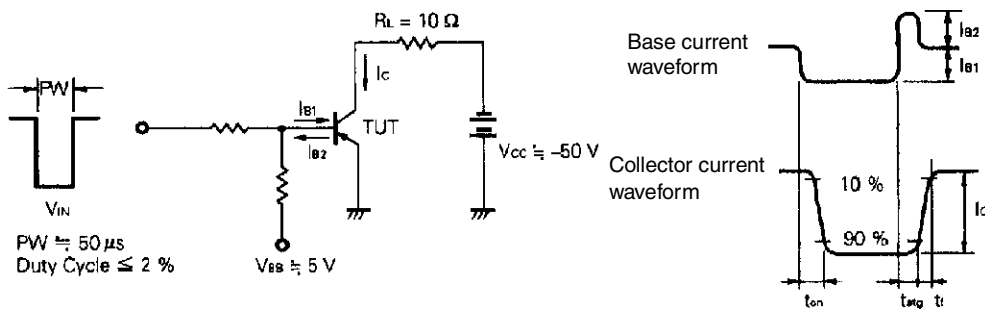 RL = 10 Ω
PW
IC
IB1
TUT
IB2
VCC ≒ –50 V
VIN
PW ≒ 50 μs
Duty Cycle ≦ 2 %
VBB ≒ 5 V
Base current
waveform
IB2
IB1
Collector current
waveform
10 %
90 %
IC
ton
tstg
tf